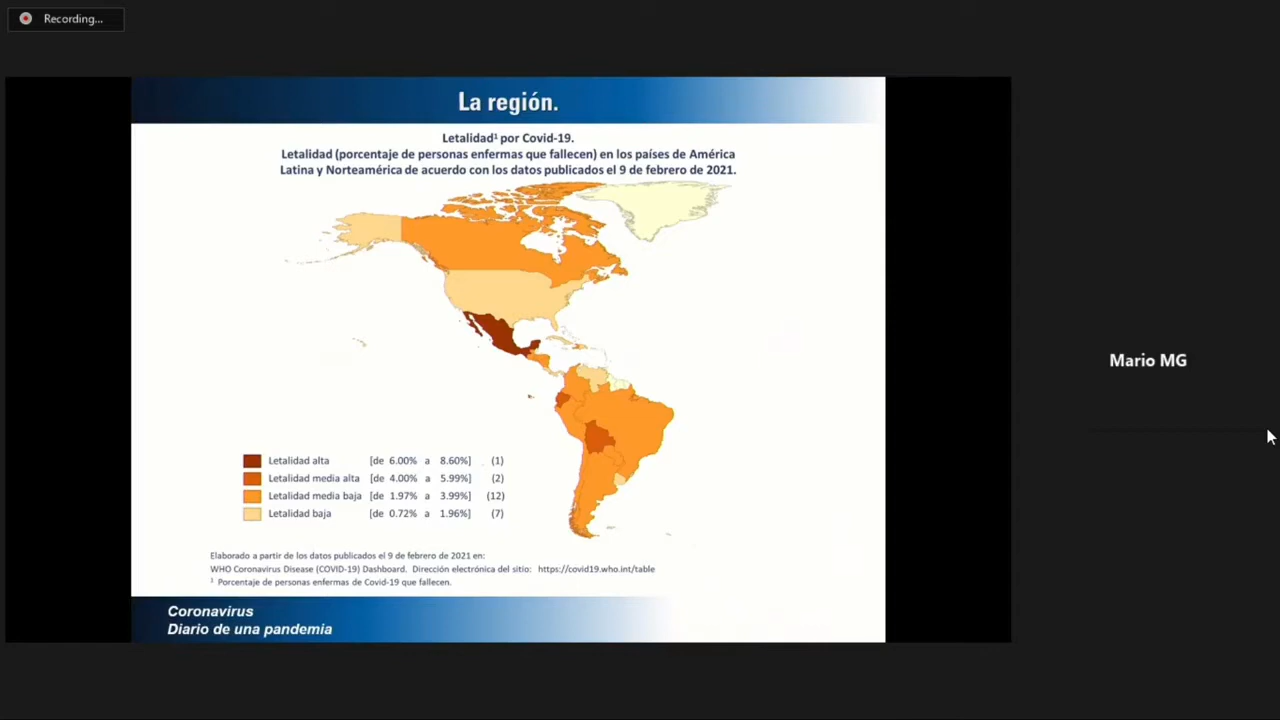 Recording...
La región.
Letalidad¹ por Covid-19.
Letalidad (porcentaje de personas enfermas que fallecen) en los países de América
Latina y Norteamérica de acuerdo con los datos publicados el 9 de febrero de 2021.
Mario MG
Letalidad alta [de 6.00% a 8.60%] (1)
Letalidad media alta [de 4.00% a 5.99%] (2)
Letalidad media baja [de 1.97% a 3.99%] (12)
Letalidad baja [de 0.72% a 1.96%] (7)
Elaborado a partir de los datos publicados el 9 de febrero de 2021 en:
WHO Coronavirus Disease (COVID-19) Dashboard. Dirección electrónica del sitio: https://covid19.who.int/table
¹ Porcentaje de personas enfermas de Covid-19 que fallecen.
Coronavirus
Diario de una pandemia